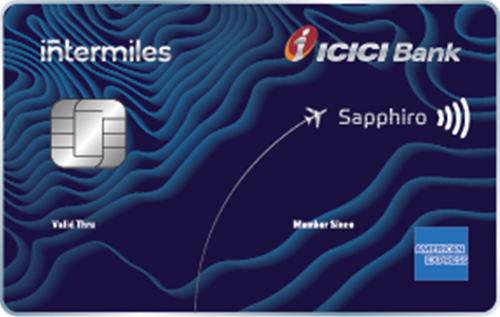 intermiles
ICICI Bank
Sapphiro
Valid Thru
Member Since
AMERICAN
EXPRESS